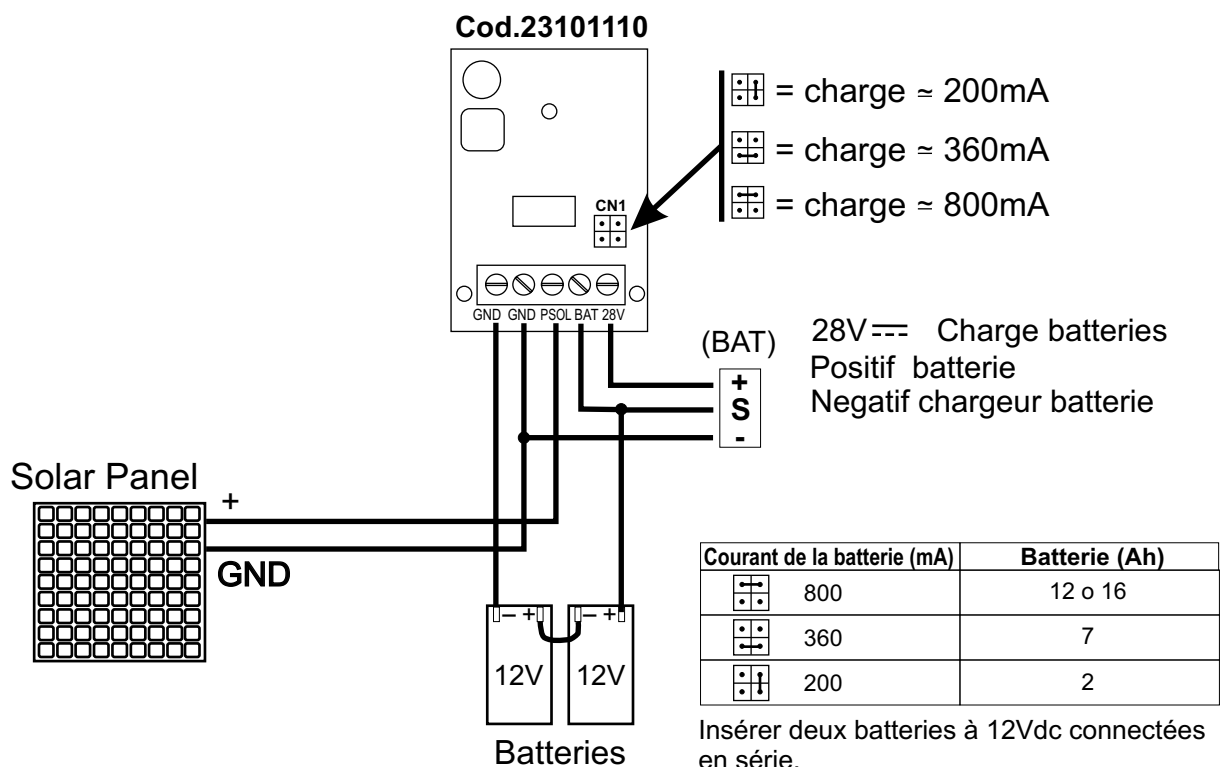 Cod.23101110
= charge ≃ 200mA
= charge ≃ 360mA
= charge ≃ 800mA
CN1
GND GND PSOL BAT 28V
(BAT)
+
S
-
28V⎓ Charge batteries
Positif batterie
Negatif chargeur batterie
Solar Panel
+
GND
– + – +
12V 12V
Batteries
Courant de la batterie (mA) Batterie (Ah)
800 12 o 16
360 7
200 2
Insérer deux batteries à 12Vdc connectées
en série.